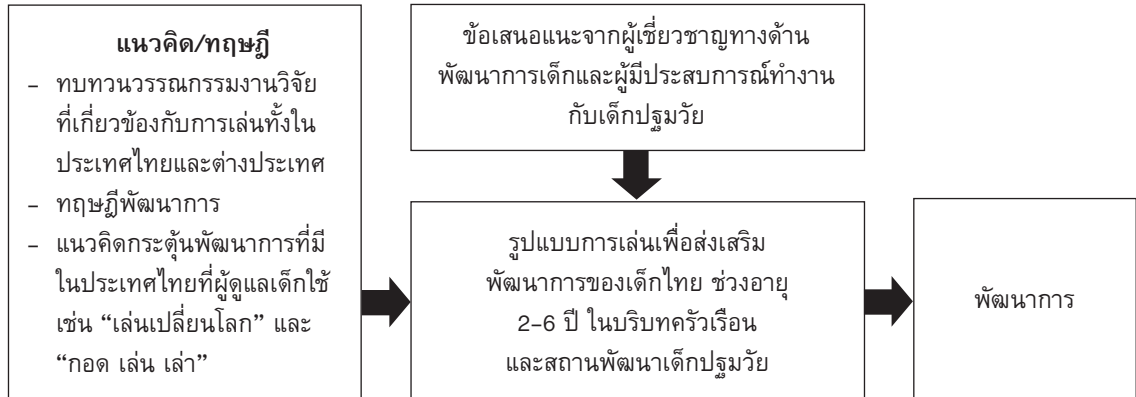 แนวคิด/ทฤษฎี
- ทบทวนวรรณกรรมงานวิจัย
ที่เกี่ยวข้องกับการเล่นทั้งใน
ประเทศไทยและต่างประเทศ
- ทฤษฎีพัฒนาการ
- แนวคิดกระตุ้นพัฒนาการที่มี
ในประเทศไทยที่ผู้ดูแลเด็กใช้
เช่น “เล่นเปลี่ยนโลก” และ
“กอด เล่น เล่า”
ข้อเสนอแนะจากผู้เชี่ยวชาญทางด้าน
พัฒนาการเด็กและผู้มีประสบการณ์ทำงาน
กับเด็กปฐมวัย
รูปแบบการเล่นเพื่อส่งเสริม
พัฒนาการของเด็กไทย ช่วงอายุ
2-6 ปี ในบริบทครัวเรือน
และสถานพัฒนาเด็กปฐมวัย
พัฒนาการ